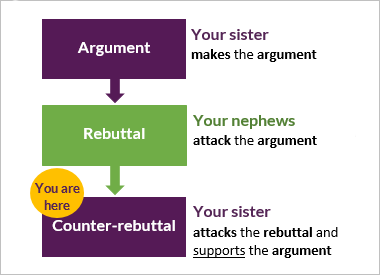 Argument
Your sister
makes the argument
Rebuttal
Your nephews
attack the argument
You are
here
Counter-rebuttal
Your sister
attacks the rebuttal and
supports the argument